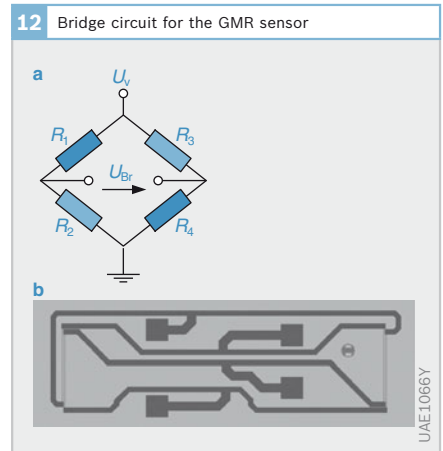 12 Bridge circuit for the GMR sensor
a
Uv
R1 R3
UBr
R2 R4
b
UAE1066Y